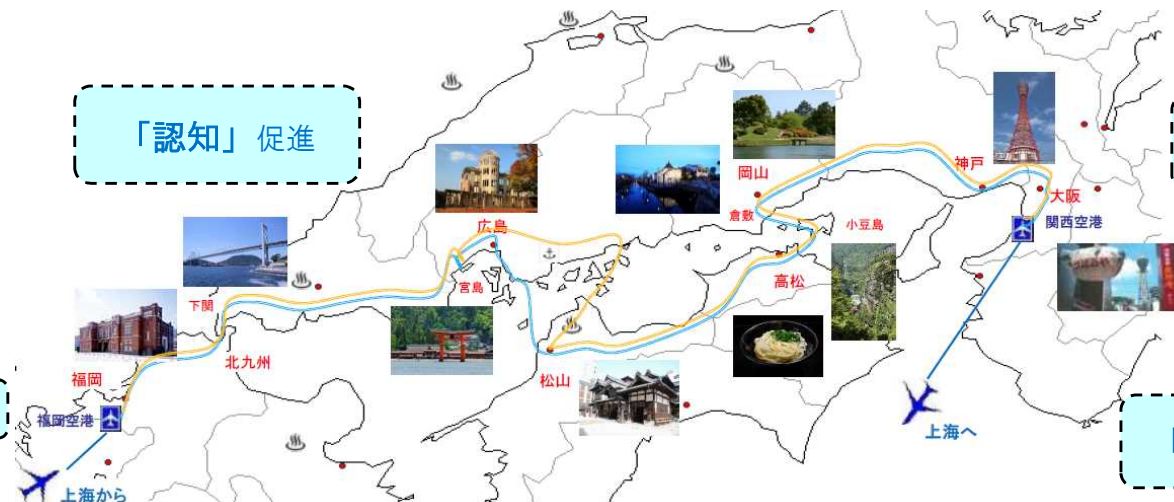 「認知」促進
岡山
倉敷
神戸
大阪
関西空港
小豆島
高松
広島
宮島
下関
北九州
福岡
福岡空港
松山
上海から
上海へ